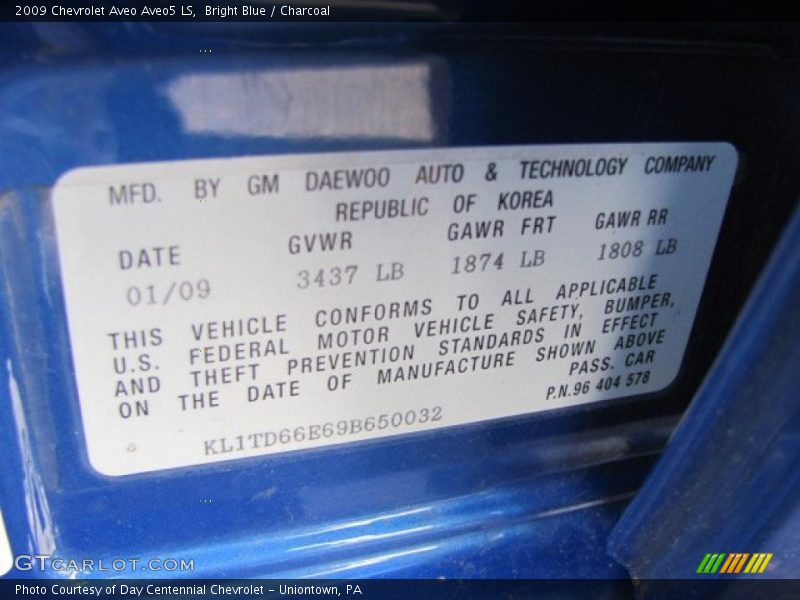 2009 Chevrolet Aveo Aveo5 LS, Bright Blue / Charcoal
MFD. BY GM DAEWOO AUTO & TECHNOLOGY COMPANY
REPUBLIC OF KOREA
DATE GVWR GAWR FRT GAWR RR
01/09 3437 LB 1874 LB 1808 LB
THIS VEHICLE CONFORMS TO ALL APPLICABLE
U.S. FEDERAL MOTOR VEHICLE SAFETY, BUMPER,
AND THEFT PREVENTION STANDARDS IN EFFECT
ON THE DATE OF MANUFACTURE SHOWN ABOVE
PASS. CAR
P.N.96 404 578
KL1TD66E69B650032
GTCARLOT.COM
Photo Courtesy of Day Centennial Chevrolet - Uniontown, PA